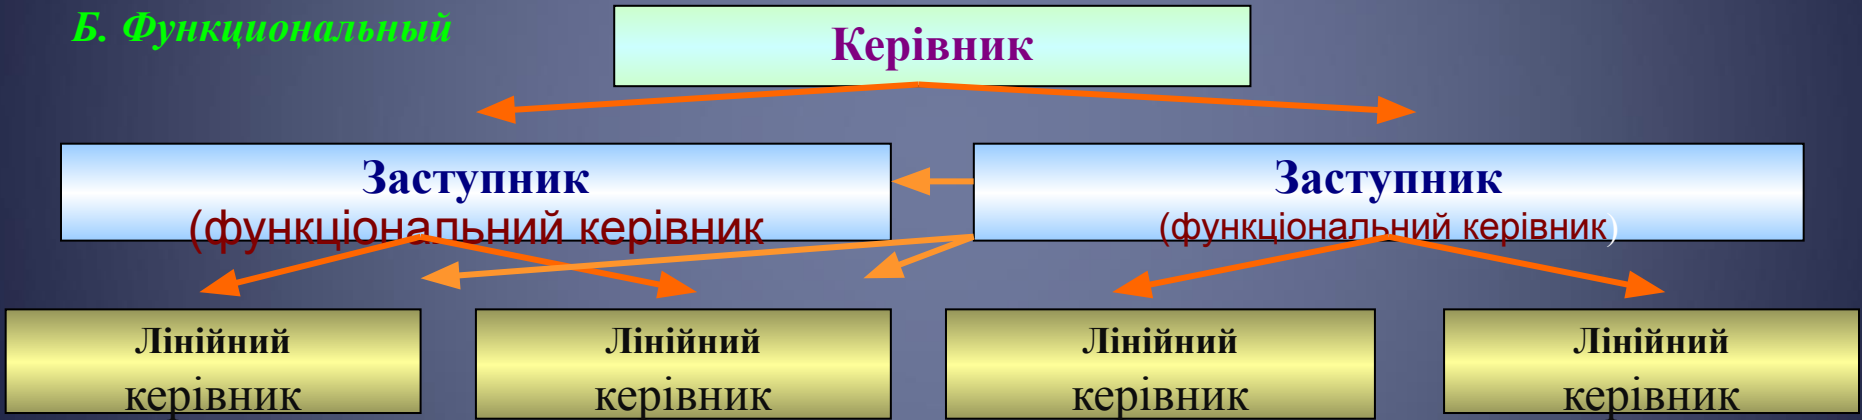 Б. Функциональный
Керівник
Заступник
(функціональний керівник
Заступник
(функціональний керівник)
Лінійний
керівник
Лінійний
керівник
Лінійний
керівник
Лінійний
керівник